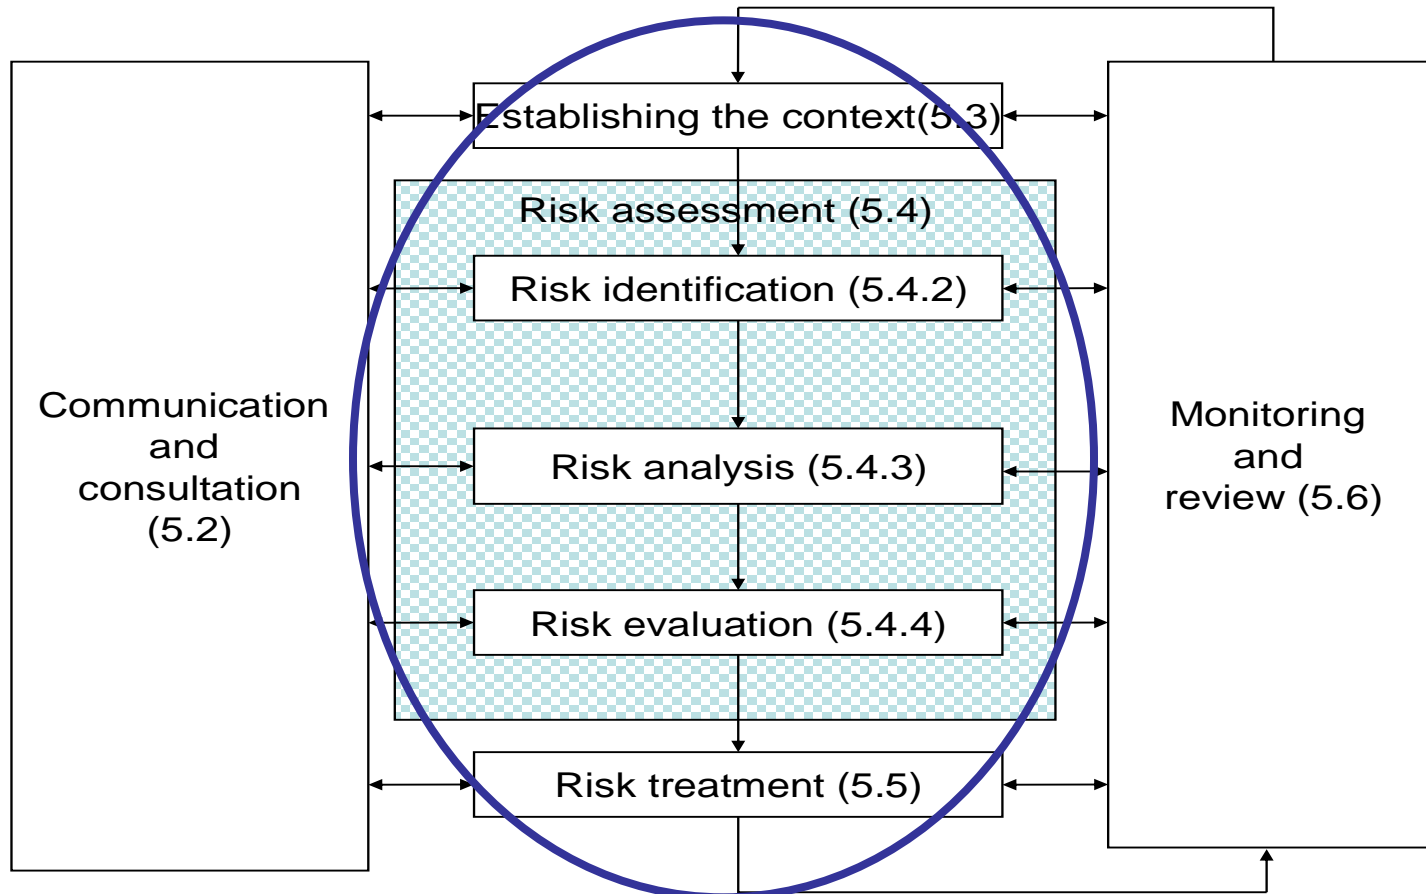 Establishing the context(5.3)
Risk assessment (5.4)
Risk identification (5.4.2)
Communication
and
consultation
(5.2)
Risk analysis (5.4.3)
Monitoring
and
review (5.6)
Risk evaluation (5.4.4)
Risk treatment (5.5)